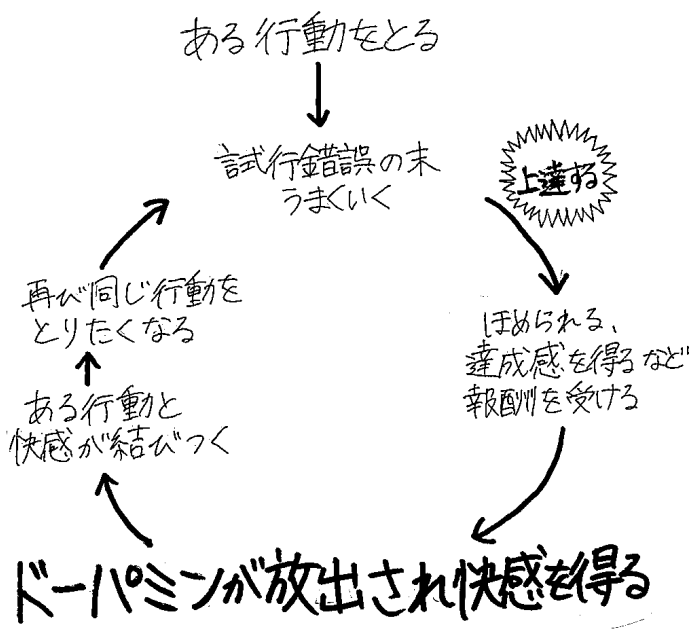 ある行動をとる
試行錯誤の末
うまくいく
上達する
ほめられる、
達成感を得るなど
報酬を受ける
ドーパミンが放出され快感を得る
ある行動と
快感が結びつく
再び同じ行動を
とりたくなる